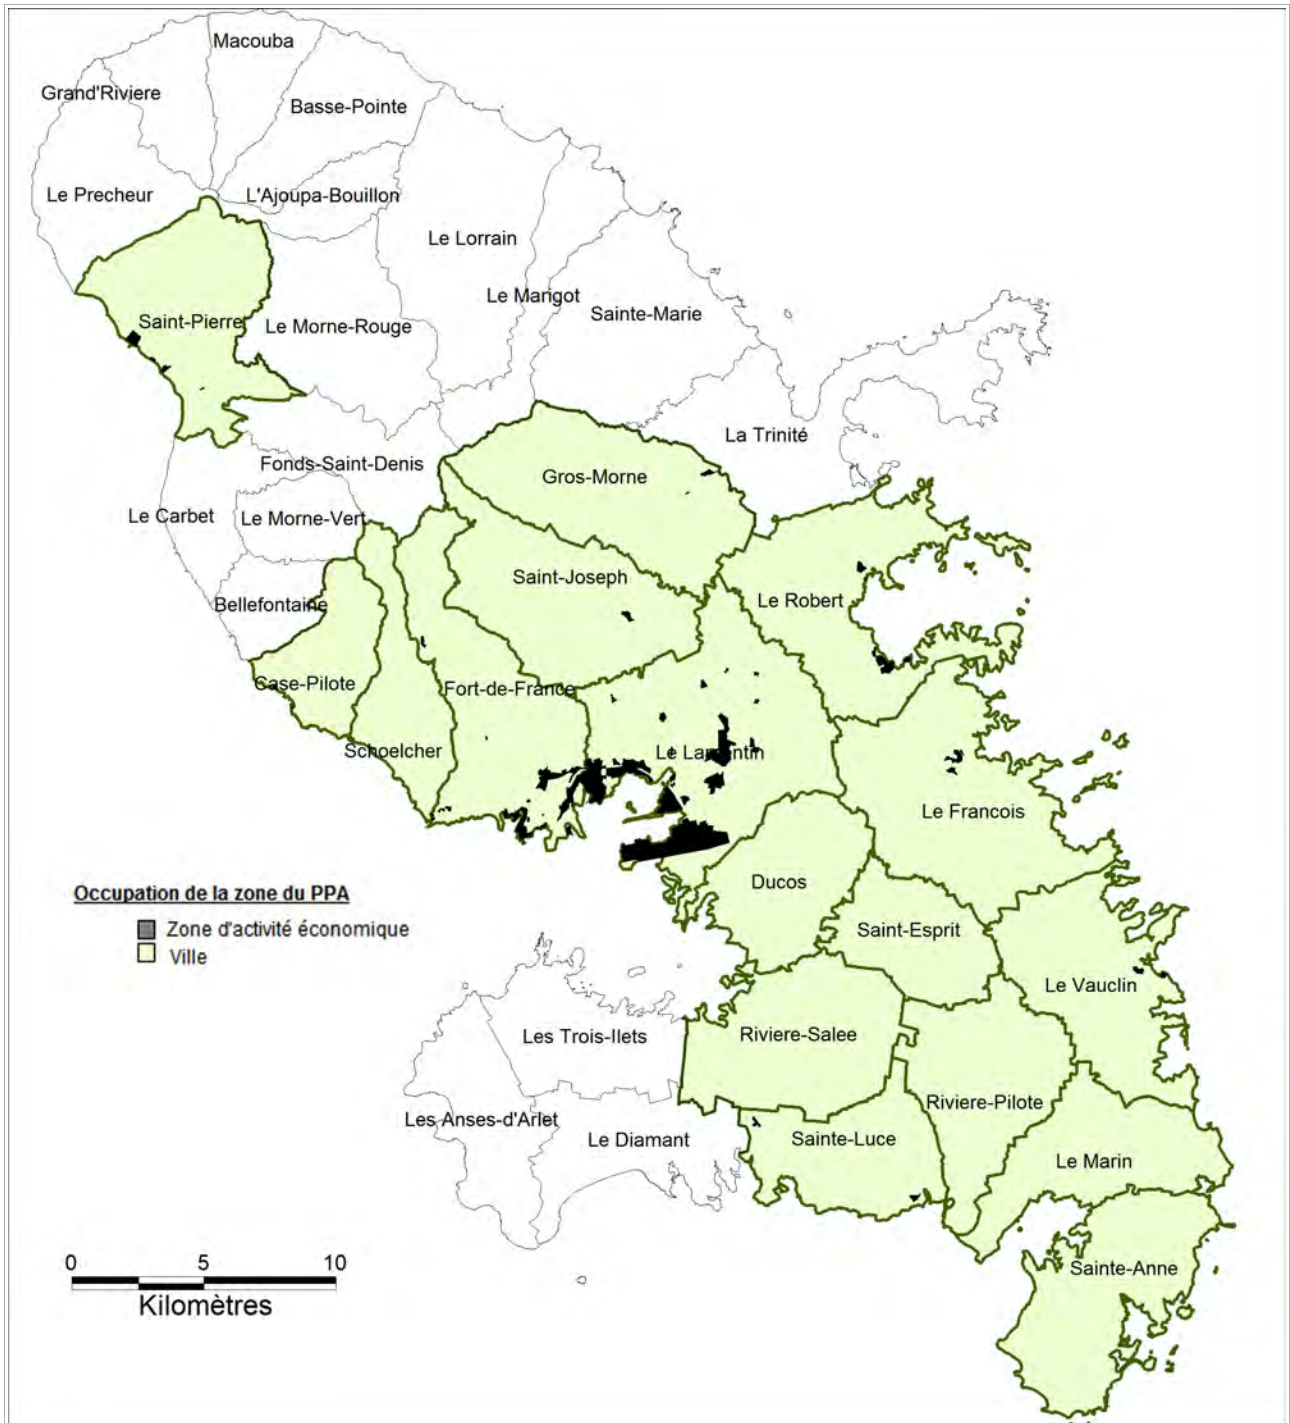 Macouba
Grand'Riviere
Basse-Pointe
Le Precheur
L'Ajoupa-Bouillon
Le Lorrain
Le Marigot
Sainte-Marie
Saint-Pierre
Le Morne-Rouge
La Trinité
Fonds-Saint-Denis
Gros-Morne
Le Carbet
Le Morne-Vert
Saint-Joseph
Le Robert
Bellefontaine
Case-Pilote
Fort-de-France
Schoelcher
Le Lamentin
Le Francois
Ducos
Occupation de la zone du PPA
Zone d'activité économique
Ville
Saint-Esprit
Le Vauclin
Les Trois-Ilets
Riviere-Salee
Riviere-Pilote
Les Anses-d'Arlet
Le Diamant
Sainte-Luce
Le Marin
Sainte-Anne
0 5 10
Kilomètres